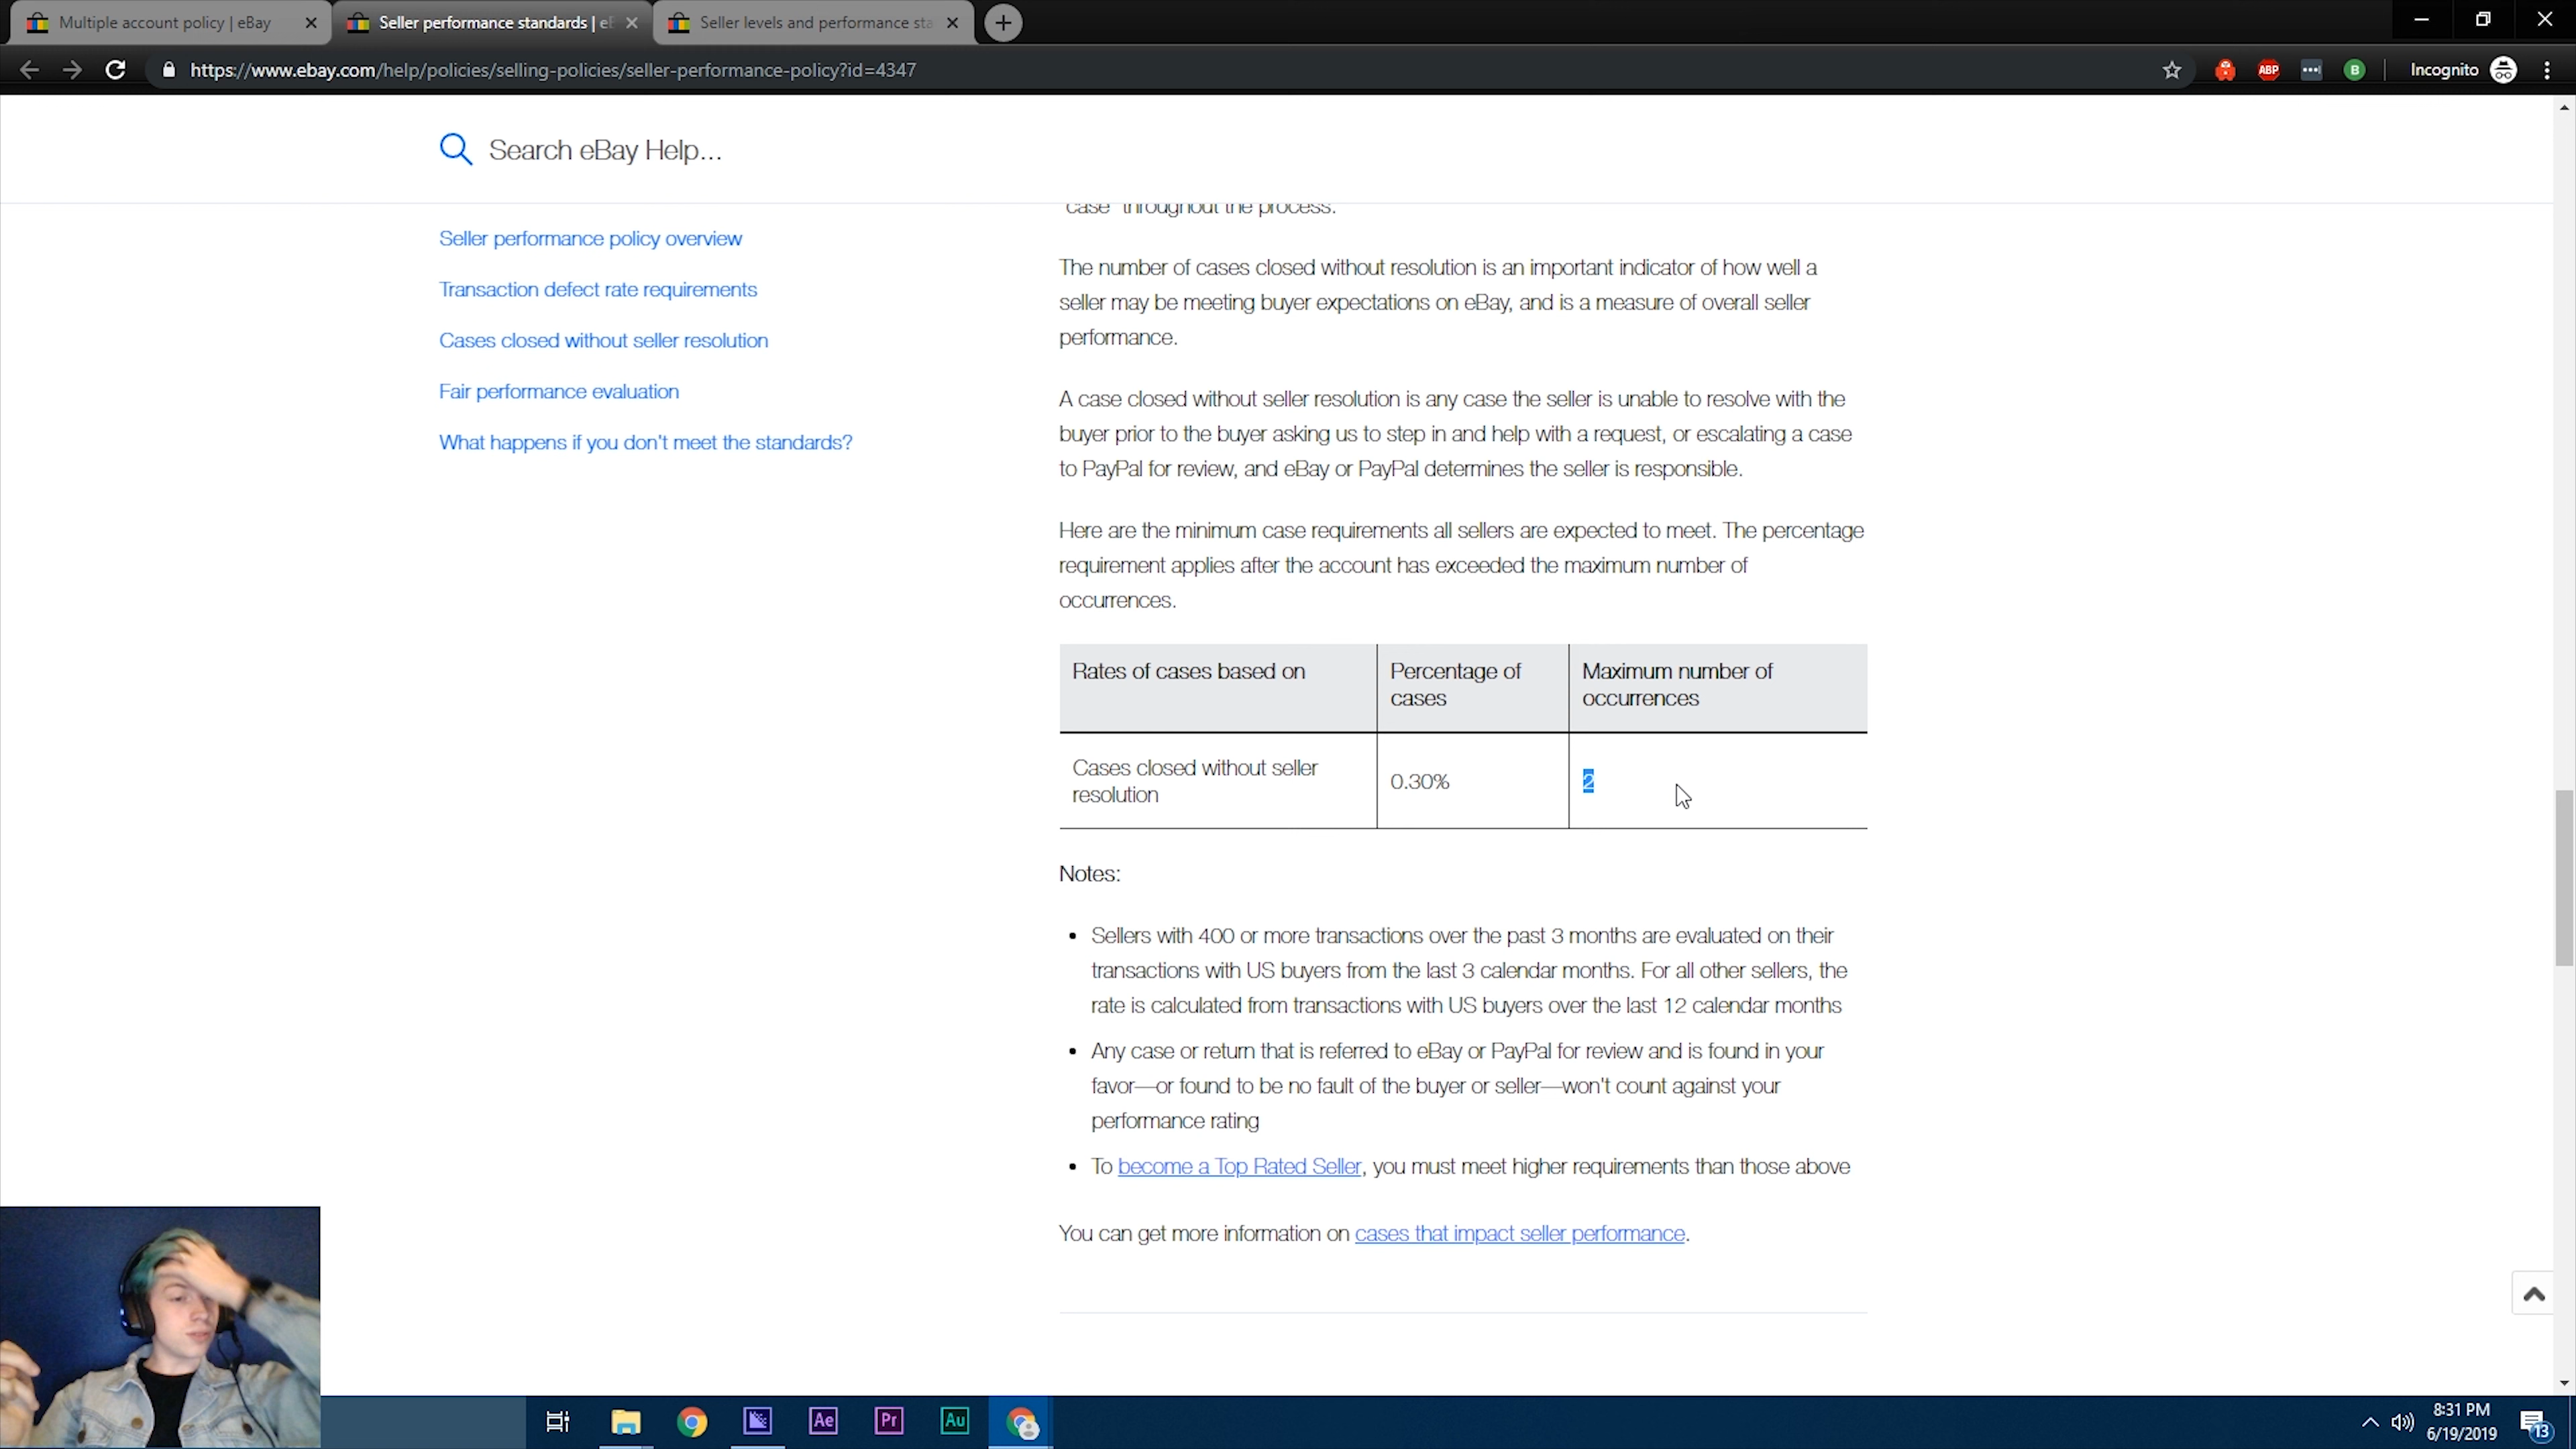 Multiple account policy | eBay
Seller performance standards | eB
Seller levels and performance sta
https://www.ebay.com/help/policies/selling-policies/seller-performance-policy?id=4347
ABP
B
Incognito
Search eBay Help...
Seller performance policy overview
Transaction defect rate requirements
Cases closed without seller resolution
Fair performance evaluation
What happens if you don't meet the standards?
"case" throughout the process.
The number of cases closed without resolution is an important indicator of how well a
seller may be meeting buyer expectations on eBay, and is a measure of overall seller
performance.
A case closed without seller resolution is any case the seller is unable to resolve with the
buyer prior to the buyer asking us to step in and help with a request, or escalating a case
to PayPal for review, and eBay or PayPal determines the seller is responsible.
Here are the minimum case requirements all sellers are expected to meet. The percentage
requirement applies after the account has exceeded the maximum number of
occurrences.
Rates of cases based on
Percentage of
cases
Maximum number of
occurrences
Cases closed without seller
resolution
0.30%
2
Notes:
• Sellers with 400 or more transactions over the past 3 months are evaluated on their
transactions with US buyers from the last 3 calendar months. For all other sellers, the
rate is calculated from transactions with US buyers over the last 12 calendar months
• Any case or return that is referred to eBay or PayPal for review and is found in your
favor—or found to be no fault of the buyer or seller—won't count against your
performance rating
• To become a Top Rated Seller, you must meet higher requirements than those above
You can get more information on cases that impact seller performance.
Ae
Pr
Au
8:31 PM
6/19/2019
13